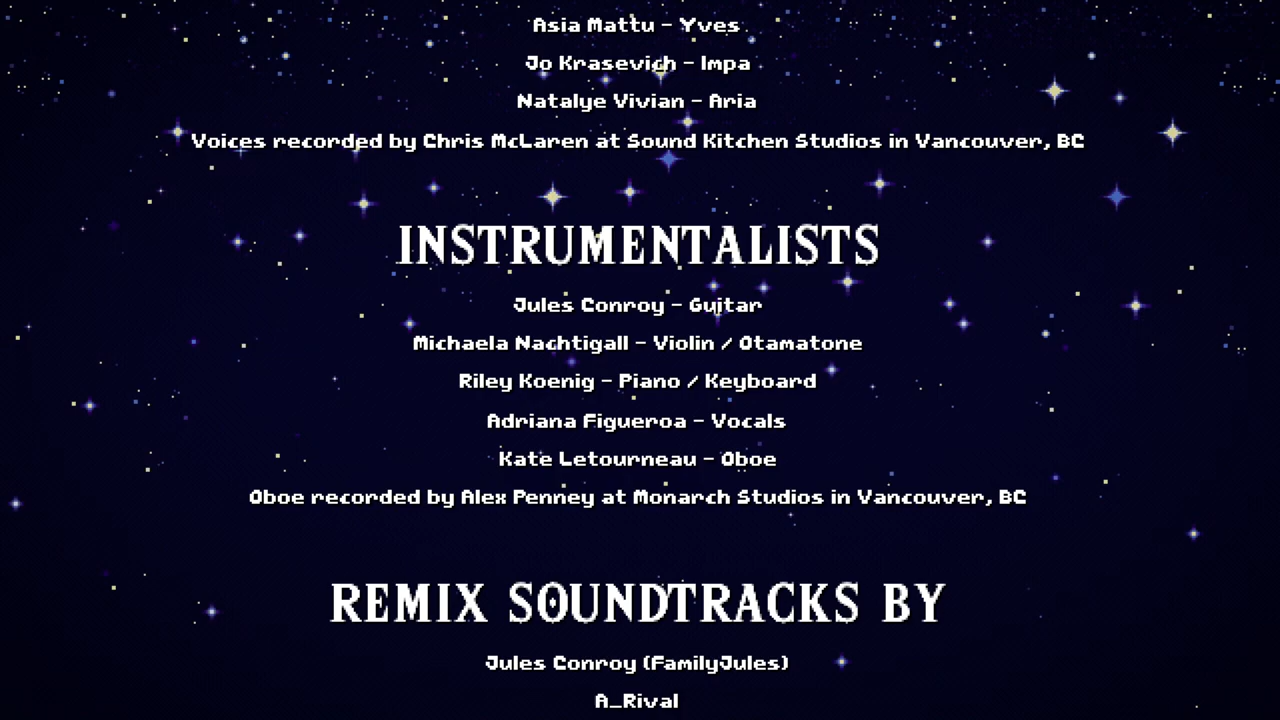 Asia Mattu - Yves
Jo Krasevich - Impa
Natalye Vivian - Aria
Voices recorded by Chris McLaren at Sound Kitchen Studios in Vancouver, BC
INSTRUMENTALISTS
Jules Conroy - Guitar
Michaela Nachtigall - Violin / Otamatone
Riley Koenig - Piano / Keyboard
Adriana Figueroa - Vocals
Kate Letourneau - Oboe
Oboe recorded by Alex Penney at Monarch Studios in Vancouver, BC
REMIX SOUNDTRACKS BY
Jules Conroy (FamilyJules)
A_Rival